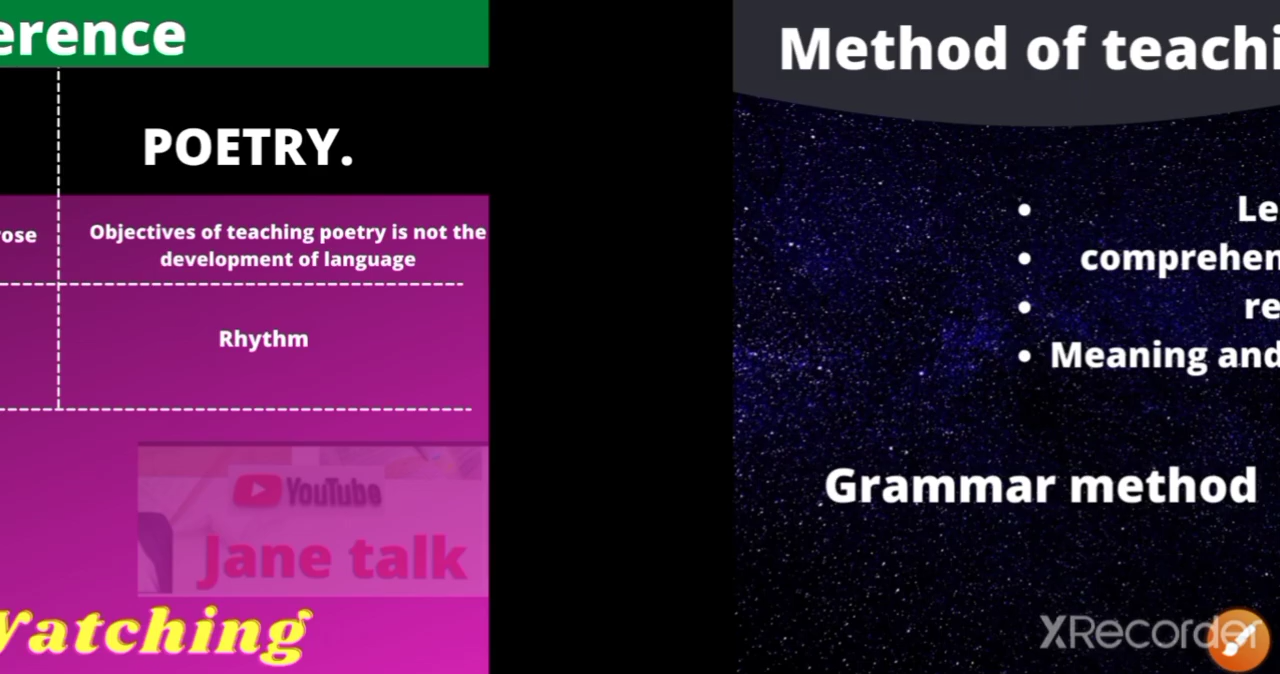 erence
POETRY.
rose
Objectives of teaching poetry is not the
development of language
Rhythm
YouTube
Jane talk
Watching
Method of teachi
• Le
• comprehen
• re
• Meaning and
Grammar method
XRecorder